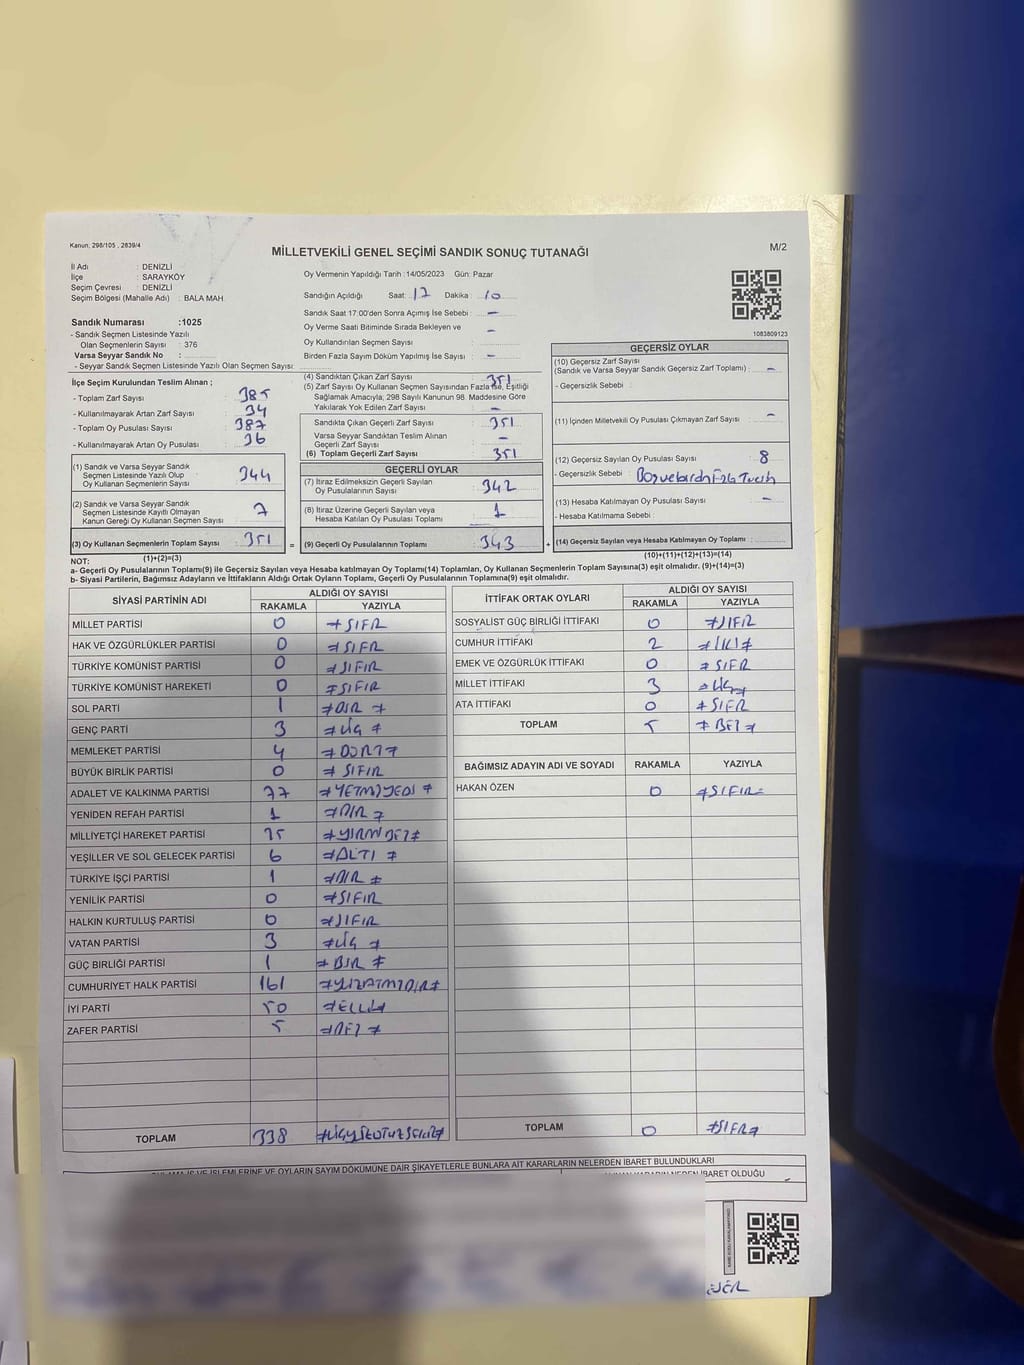 Kanun: 298/105 , 2839/4
MİLLETVEKİLİ GENEL SEÇİMİ SANDIK SONUÇ TUTANAĞI
M/2
İl Adı : DENİZLİ
İlçe : SARAYKÖY
Seçim Çevresi : DENİZLİ
Seçim Bölgesi (Mahalle Adı) : BALA MAH.
Sandık Numarası :1025
- Sandık Seçmen Listesinde Yazılı
Olan Seçmenlerin Sayısı : 376
Varsa Seyyar Sandık No :
- Seyyar Sandık Seçmen Listesinde Yazılı Olan Seçmen Sayısı
Oy Vermenin Yapıldığı Tarih : 14/05/2023 Gün: Pazar
Sandığın Açıldığı Saat: 17 Dakika : 10
Sandık Saat 17:00'den Sonra Açımış İse Sebebi : –
Oy Verme Saati Bitiminde Sırada Bekleyen ve –
Oy Kullandırılan Seçmen Sayısı
Birden Fazla Sayım Döküm Yapılmış İse Sayısı : –
1083809123
İlçe Seçim Kurulundan Teslim Alınan ;
- Toplam Zarf Sayısı : 385
- Kullanılmayarak Artan Zarf Sayısı : 34
- Toplam Oy Pusulası Sayısı : 387
- Kullanılmayarak Artan Oy Pusulası : 36
(1) Sandık ve Varsa Seyyar Sandık
Seçmen Listesinde Yazılı Olup
Oy Kullanan Seçmenlerin Sayısı : 344
(2) Sandık ve Varsa Seyyar Sandık
Seçmen Listesinde Kayıtlı Olmayan
Kanun Gereği Oy Kullanan Seçmen Sayısı : 7
(3) Oy Kullanan Seçmenlerin Toplam Sayısı : 351
(1)+(2)=(3)
(4) Sandıktan Çıkan Zarf Sayısı : 351
(5) Zarf Sayısı Oy Kullanan Seçmen Sayısından Fazla ise, Eşitliği
Sağlamak Amacıyla, 298 Sayılı Kanunun 98. Maddesine Göre
Yakılarak Yok Edilen Zarf Sayısı : –
Sandıkta Çıkan Geçerli Zarf Sayısı : 351
Varsa Seyyar Sandıktan Teslim Alınan
Geçerli Zarf Sayısı : –
(6) Toplam Geçerli Zarf Sayısı : 351
GEÇERLİ OYLAR
(7) İtiraz Edilmeksizin Geçerli Sayılan
Oy Pusulalarının Sayısı : 342
(8) İtiraz Üzerine Geçerli Sayılan veya
Hesaba Katılan Oy Pusulası Toplamı : 1
= (9) Geçerli Oy Pusulalarının Toplamı : 343
GEÇERSİZ OYLAR
(10) Geçersiz Zarf Sayısı
(Sandık ve Varsa Seyyar Sandık Geçersiz Zarf Toplamı) : –
- Geçersizlik Sebebi :
(11) İçinden Milletvekili Oy Pusulası Çıkmayan Zarf Sayısı : –
(12) Geçersiz Sayılan Oy Pusulası Sayısı : 8
- Geçersizlik Sebebi :
(13) Hesaba Katılmayan Oy Pusulası Sayısı : –
- Hesaba Katılmama Sebebi :
+ (14) Geçersiz Sayılan veya Hesaba Katılmayan Oy Toplamı :
(10)+(11)+(12)+(13)=(14)
NOT:
a- Geçerli Oy Pusulalarının Toplamı(9) ile Geçersiz Sayılan veya Hesaba katılmayan Oy Toplamı(14) Toplamları, Oy Kullanan Seçmenlerin Toplam Sayısına(3) eşit olmalıdır. (9)+(14)=(3)
b- Siyasi Partilerin, Bağımsız Adayların ve İttifakların Aldığı Ortak Oyların Toplamı, Geçerli Oy Pusulalarının Toplamına(9) eşit olmalıdır.
SİYASİ PARTİNİN ADI ALDIĞI OY SAYISI
RAKAMLA YAZIYLA
MİLLET PARTİSİ 0 ≠ SIFIR
HAK VE ÖZGÜRLÜKLER PARTİSİ 0 ≠ SIFIR
TÜRKİYE KOMÜNİST PARTİSİ 0 ≠ SIFIR
TÜRKİYE KOMÜNİST HAREKETİ 0 ≠ SIFIR
SOL PARTİ 1 ≠ BİR ≠
GENÇ PARTİ 3 ≠ ÜÇ ≠
MEMLEKET PARTİSİ 4 ≠ DÖRT ≠
BÜYÜK BİRLİK PARTİSİ 0 ≠ SIFIR
ADALET VE KALKINMA PARTİSİ 77 ≠ YETMİŞYEDİ ≠
YENİDEN REFAH PARTİSİ 1 ≠ BİR ≠
MİLLİYETÇİ HAREKET PARTİSİ 25 ≠ YİRMİBEŞ ≠
YEŞİLLER VE SOL GELECEK PARTİSİ 6 ≠ ALTI ≠
TÜRKİYE İŞÇİ PARTİSİ 1 ≠ BİR ≠
YENİLİK PARTİSİ 0 ≠ SIFIR
HALKIN KURTULUŞ PARTİSİ 0 ≠ SIFIR
VATAN PARTİSİ 3 ≠ ÜÇ ≠
GÜÇ BİRLİĞİ PARTİSİ 1 ≠ BİR ≠
CUMHURİYET HALK PARTİSİ 161 ≠ YÜZATMIŞBİR ≠
İYİ PARTİ 50 ≠ ELLİ ≠
ZAFER PARTİSİ 5 ≠ BEŞ ≠
TOPLAM 338 ≠ ÜÇYÜZOTUZSEKİZ ≠
İTTİFAK ORTAK OYLARI ALDIĞI OY SAYISI
RAKAMLA YAZIYLA
SOSYALİST GÜÇ BİRLİĞİ İTTİFAKI 0 ≠ SIFIR
CUMHUR İTTİFAKI 2 ≠ İKİ ≠
EMEK VE ÖZGÜRLÜK İTTİFAKI 0 ≠ SIFIR
MİLLET İTTİFAKI 3 ≠ ÜÇ ≠
ATA İTTİFAKI 0 ≠ SIFIR
TOPLAM 5 ≠ BEŞ ≠
BAĞIMSIZ ADAYIN ADI VE SOYADI RAKAMLA YAZIYLA
HAKAN ÖZEN 0 ≠ SIFIR ≠
TOPLAM 0 ≠ SIFIR ≠
İŞ VE İŞLEMLERİNE VE OYLARIN SAYIM DÖKÜMÜNE DAİR ŞİKAYETLERLE BUNLARA AİT KARARLARIN NELERDEN İBARET BULUNDUKLARI
KARARIN NEDEN İBARET OLDUĞU